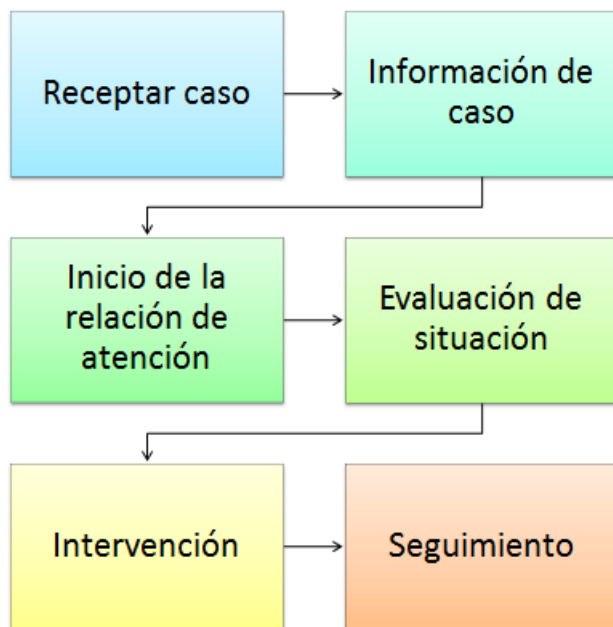 Receptar caso
Información de
caso
Inicio de la
relación de
atención
Evaluación de
situación
Intervención
Seguimiento